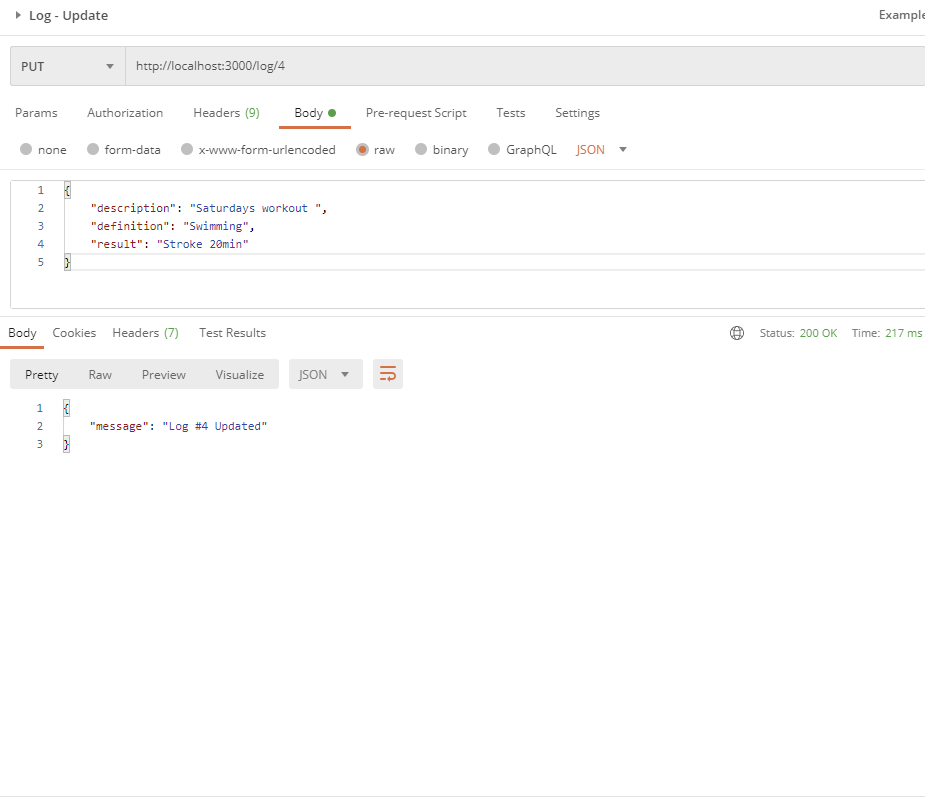 Log - Update Example
PUT http://localhost:3000/log/4
Params Authorization Headers (9) Body Pre-request Script Tests Settings
none form-data x-www-form-urlencoded raw binary GraphQL JSON
1 {
2 "description": "Saturdays workout ",
3 "definition": "Swimming",
4 "result": "Stroke 20min"
5 }
Body Cookies Headers (7) Test Results Status: 200 OK Time: 217 ms
Pretty Raw Preview Visualize JSON
1 {
2 "message": "Log #4 Updated"
3 }